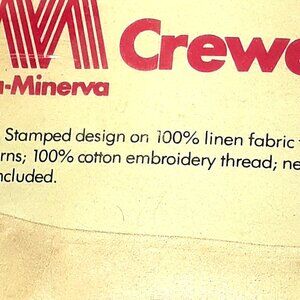 Crewe
a-Minerva
Stamped design on 100% linen fabric
rns; 100% cotton embroidery thread; ne
ncluded.